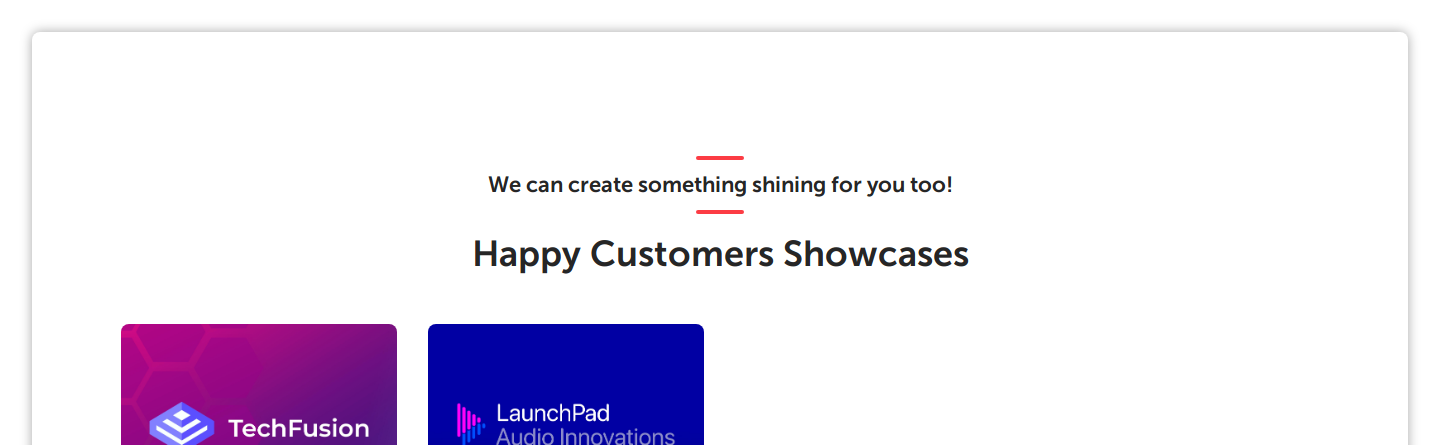 We can create something shining for you too!
Happy Customers Showcases
TechFusion
LaunchPad
Audio Innovations